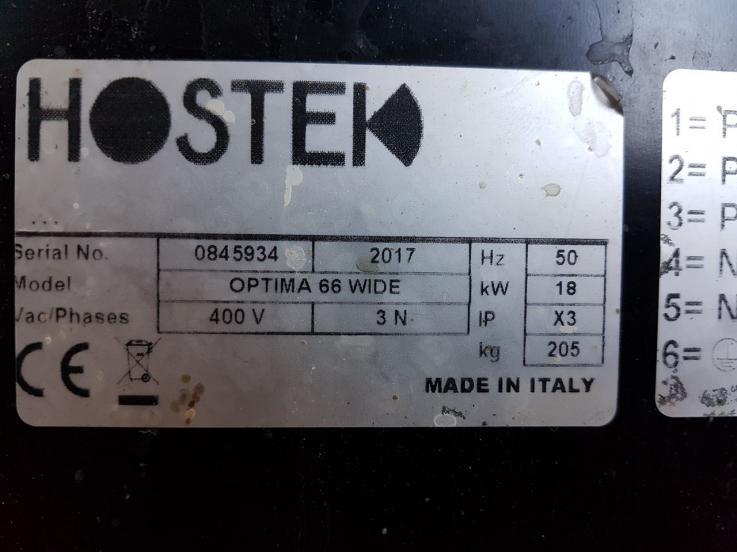 HOSTEK
...
Serial No. 0845934 2017 Hz 50
Model OPTIMA 66 WIDE kW 18
Vac/Phases 400 V 3 N IP X3
kg 205
CE
MADE IN ITALY
1= P
2= P
3= P
4= N
5= N
6=